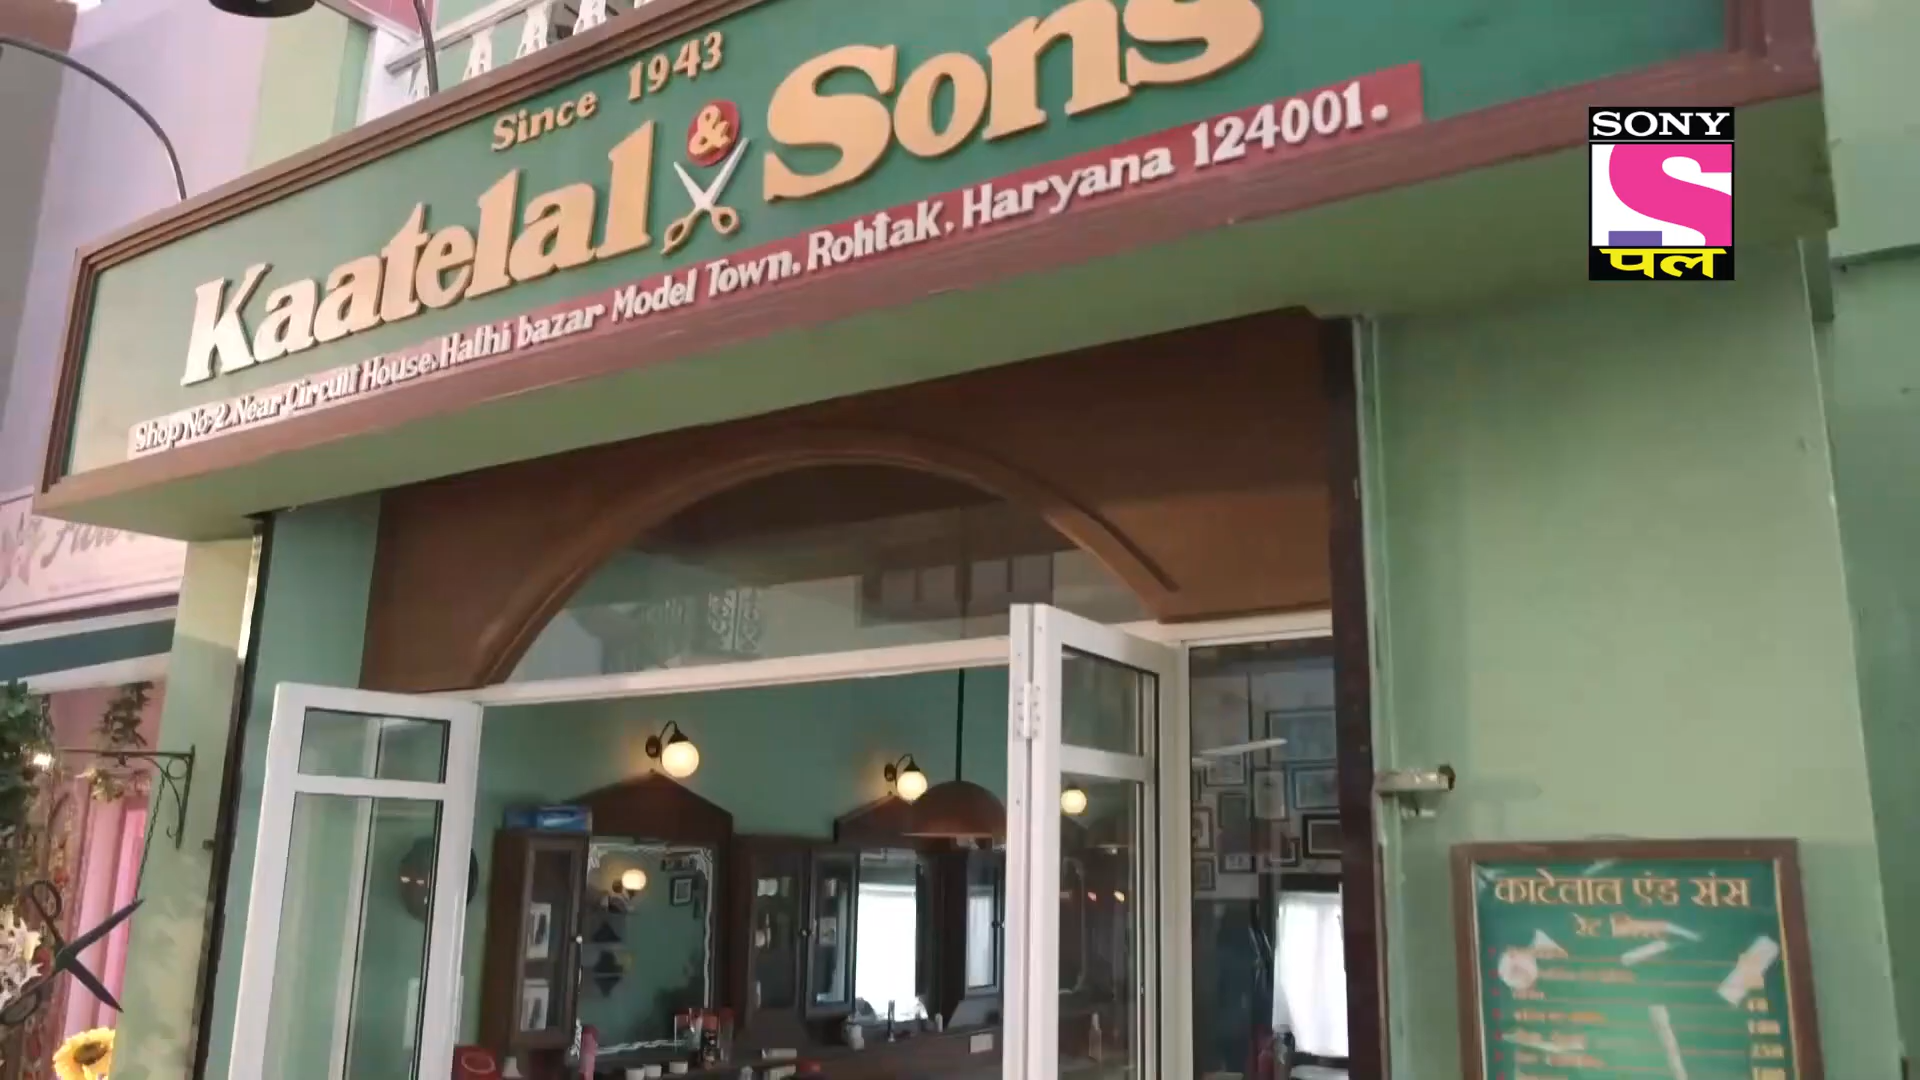 Since 1943
Kaatelal & Sons
Shop No:2, Near Circuit House, Hathi bazar Model Town, Rohtak, Haryana 124001.
SONY
S
पल
काटेलाल एंड संस
रेट लिस्ट